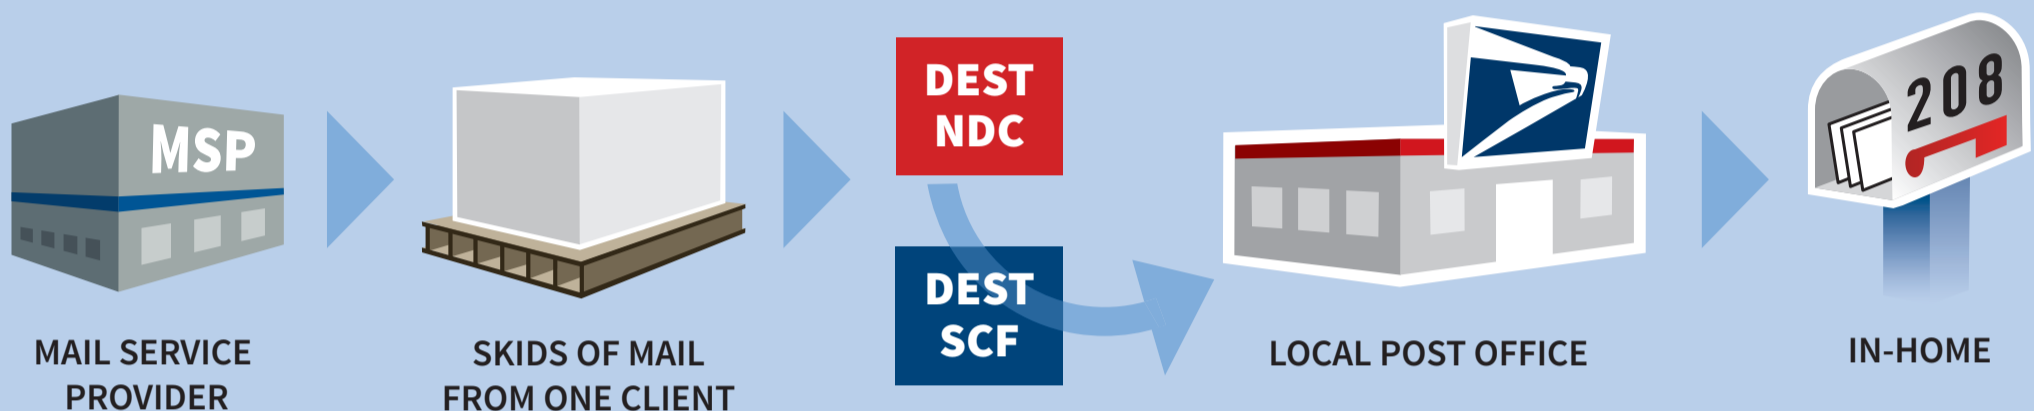 MSP
MAIL SERVICE
PROVIDER
SKIDS OF MAIL
FROM ONE CLIENT
DEST
NDC
DEST
SCF
LOCAL POST OFFICE
208
IN-HOME